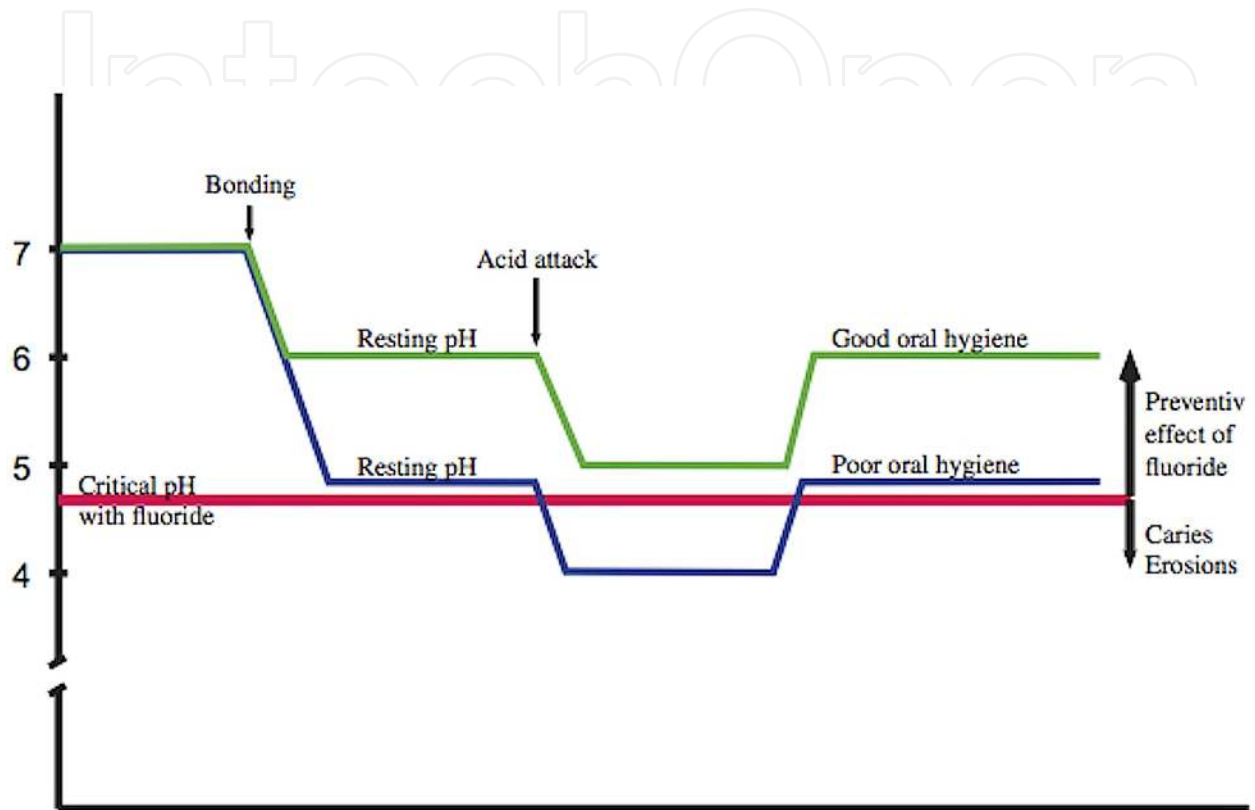 IntechOpen
Bonding
7
Acid attack
Resting pH
Good oral hygiene
6
Preventiv
effect of
fluoride
5
Resting pH
Poor oral hygiene
Critical pH
with fluoride
Caries
Erosions
4